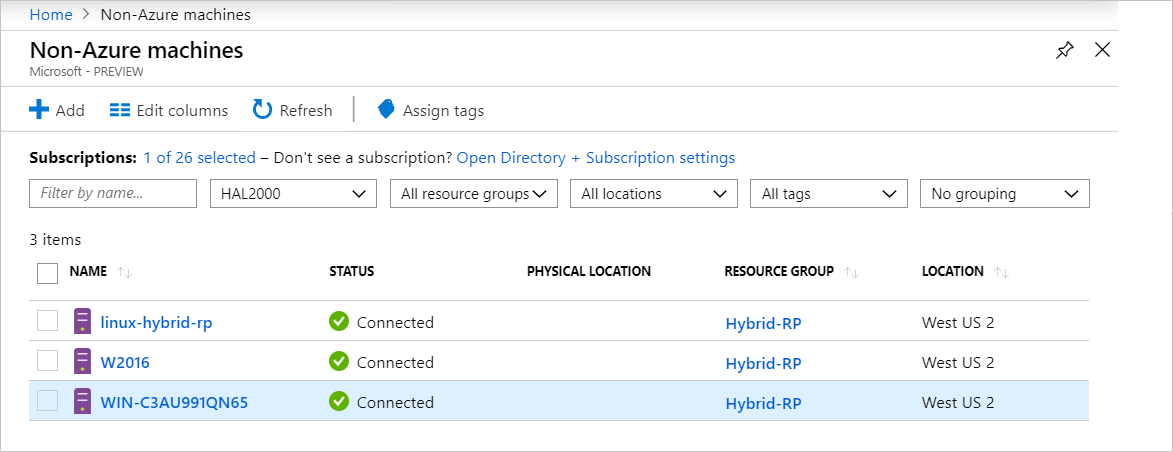 Home > Non-Azure machines
Non-Azure machines
Microsoft - PREVIEW
Add Edit columns Refresh Assign tags
Subscriptions: 1 of 26 selected – Don't see a subscription? Open Directory + Subscription settings
Filter by name... HAL2000 All resource groups All locations All tags No grouping
3 items
NAME STATUS PHYSICAL LOCATION RESOURCE GROUP LOCATION
linux-hybrid-rp Connected Hybrid-RP West US 2
W2016 Connected Hybrid-RP West US 2
WIN-C3AU991QN65 Connected Hybrid-RP West US 2